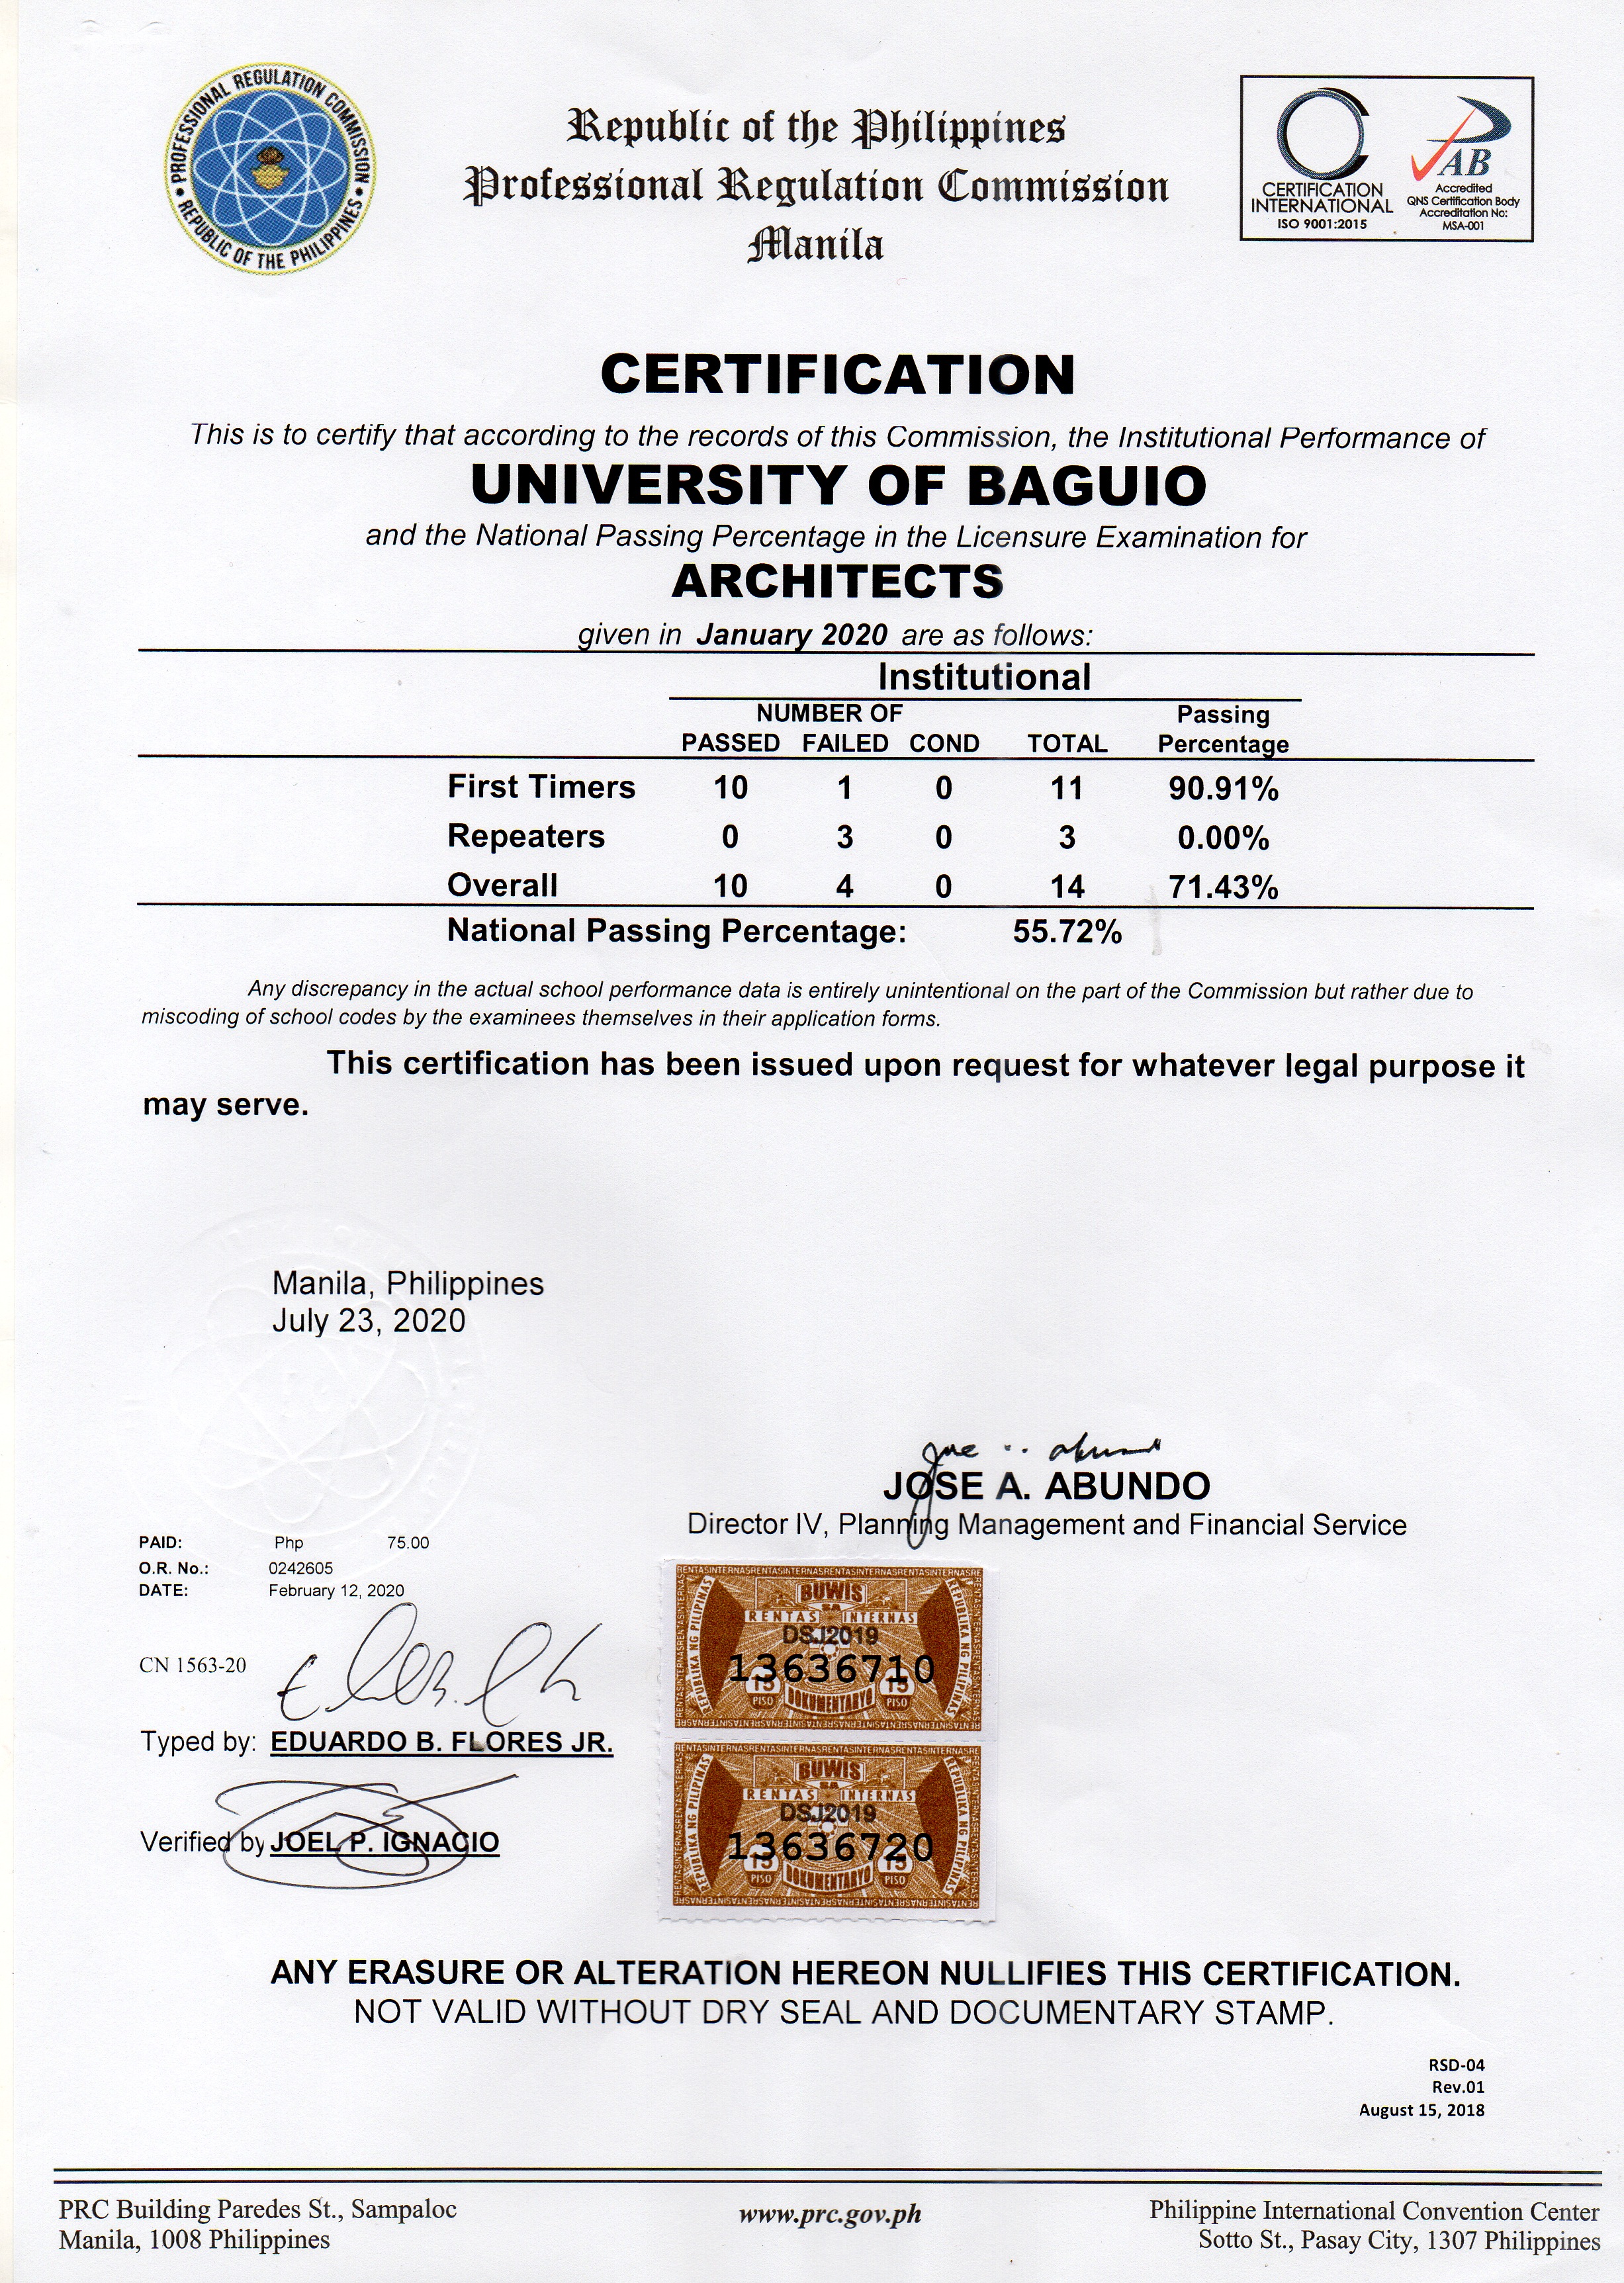 PROFESSIONAL REGULATION COMMISSION
REPUBLIC OF THE PHILIPPINES
Republic of the Philippines
Professional Regulation Commission
Manila
CERTIFICATION
INTERNATIONAL
ISO 9001:2015
PAB
Accredited
QNS Certification Body
Accreditation No:
MSA-001
CERTIFICATION
This is to certify that according to the records of this Commission, the Institutional Performance of
UNIVERSITY OF BAGUIO
and the National Passing Percentage in the Licensure Examination for
ARCHITECTS
given in January 2020 are as follows:
Institutional
NUMBER OF Passing
PASSED FAILED COND TOTAL Percentage
First Timers 10 1 0 11 90.91%
Repeaters 0 3 0 3 0.00%
Overall 10 4 0 14 71.43%
National Passing Percentage: 55.72%
Any discrepancy in the actual school performance data is entirely unintentional on the part of the Commission but rather due to
miscoding of school codes by the examinees themselves in their application forms.
This certification has been issued upon request for whatever legal purpose it
may serve.
Manila, Philippines
July 23, 2020
JOSE A. ABUNDO
Director IV, Planning Management and Financial Service
PAID: Php 75.00
O.R. No.: 0242605
DATE: February 12, 2020
CN 1563-20
Typed by: EDUARDO B. FLORES JR.
Verified by JOEL P. IGNACIO
REPUBLIKA NG PILIPINAS
BUWIS
SA
RENTAS INTERNAS
DSJ2019
13636710
15 PISO DOKUMENTARYO 15 PISO
REPUBLIKA NG PILIPINAS
BUWIS
SA
RENTAS INTERNAS
DSJ2019
13636720
15 PISO DOKUMENTARYO 15 PISO
ANY ERASURE OR ALTERATION HEREON NULLIFIES THIS CERTIFICATION.
NOT VALID WITHOUT DRY SEAL AND DOCUMENTARY STAMP.
RSD-04
Rev.01
August 15, 2018
PRC Building Paredes St., Sampaloc
Manila, 1008 Philippines
www.prc.gov.ph
Philippine International Convention Center
Sotto St., Pasay City, 1307 Philippines